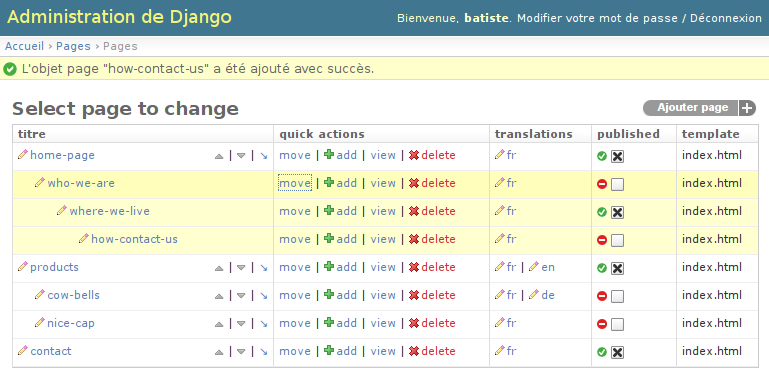 Administration de Django
Bienvenue, batiste. Modifier votre mot de passe / Déconnexion
Accueil › Pages › Pages
L'objet page "how-contact-us" a été ajouté avec succès.
Select page to change
Ajouter page
titre quick actions translations published template
home-page | | move | add | view | delete fr index.html
who-we-are move | add | view | delete fr index.html
where-we-live move | add | view | delete fr index.html
how-contact-us move | add | view | delete fr index.html
products | | move | add | view | delete fr | en index.html
cow-bells move | add | view | delete fr | de index.html
nice-cap move | add | view | delete fr index.html
contact | | move | add | view | delete fr index.html